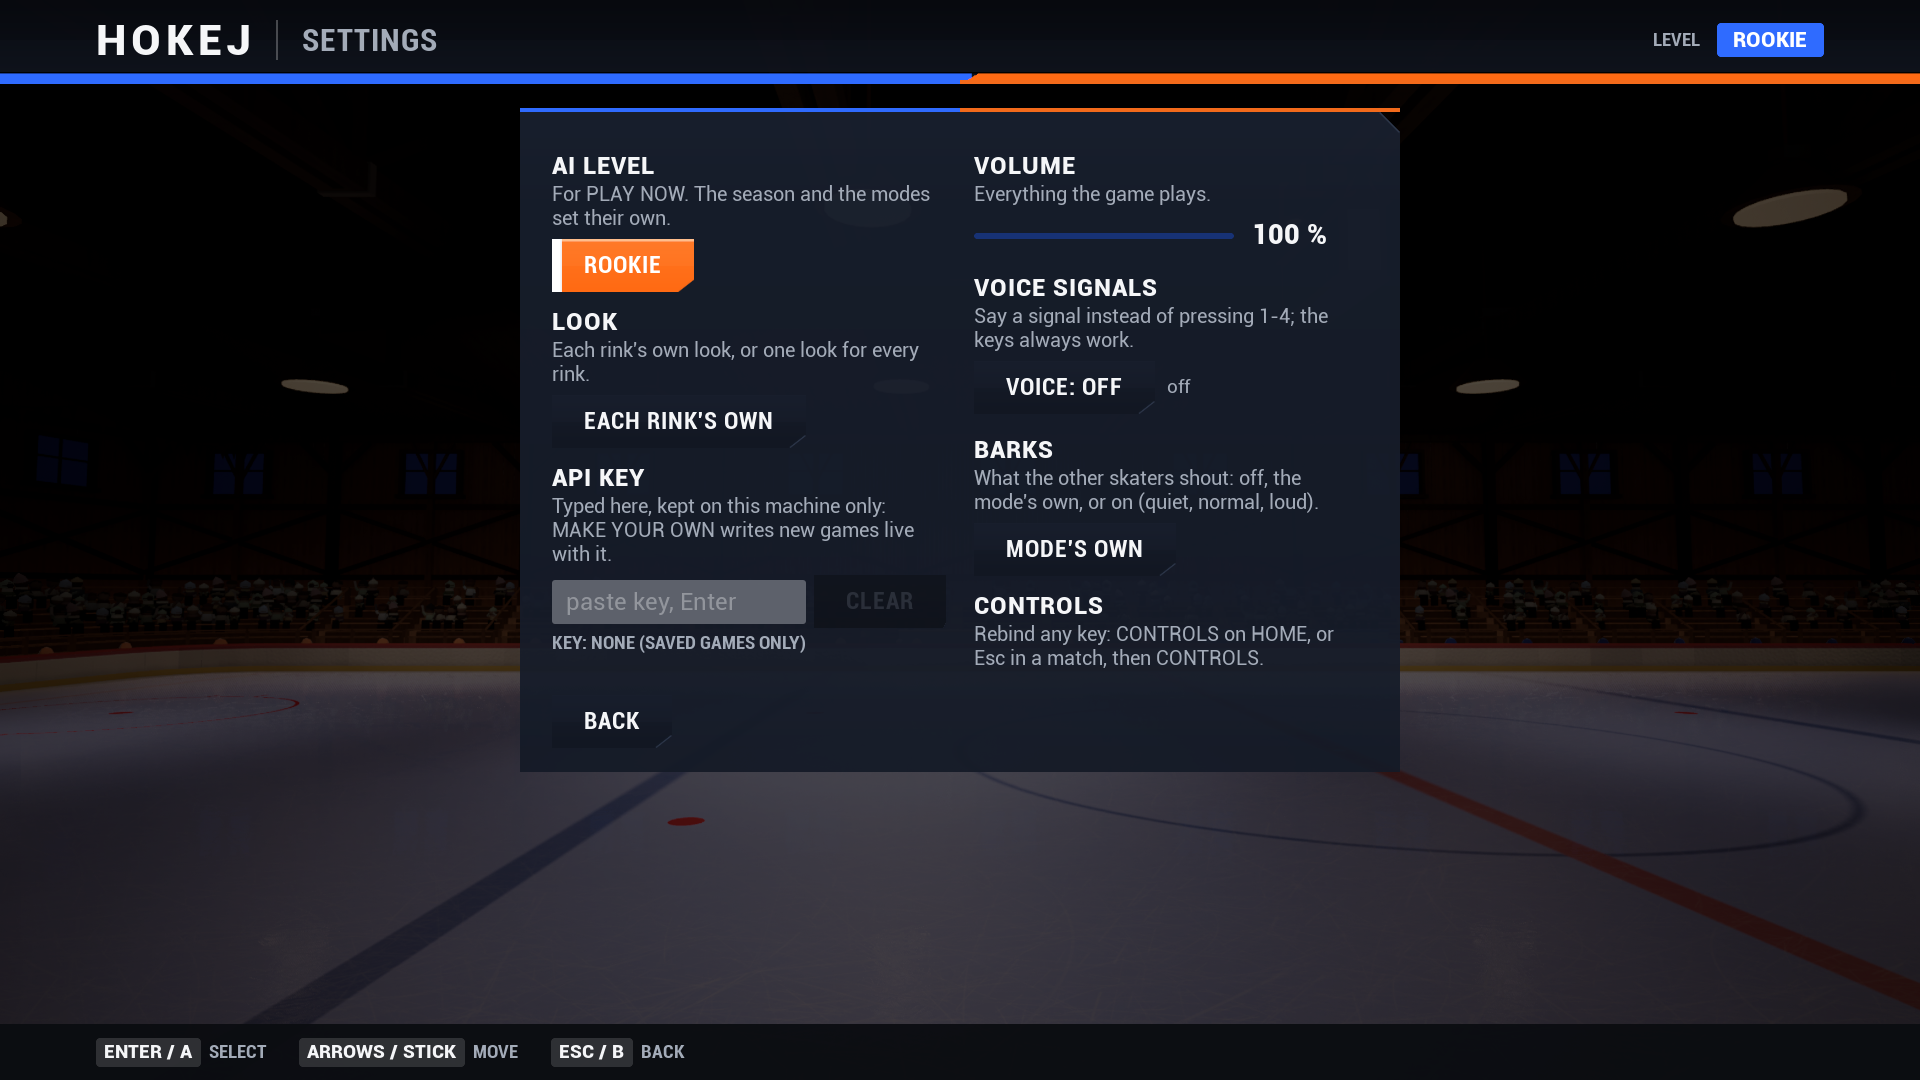 HOKEJ
SETTINGS
LEVEL
ROOKIE
AI LEVEL
For PLAY NOW. The season and the modes
set their own.
ROOKIE
LOOK
Each rink's own look, or one look for every
rink.
EACH RINK'S OWN
API KEY
Typed here, kept on this machine only:
MAKE YOUR OWN writes new games live
with it.
paste key, Enter
CLEAR
KEY: NONE (SAVED GAMES ONLY)
BACK
VOLUME
Everything the game plays.
100 %
VOICE SIGNALS
Say a signal instead of pressing 1-4; the
keys always work.
VOICE: OFF
off
BARKS
What the other skaters shout: off, the
mode's own, or on (quiet, normal, loud).
MODE'S OWN
CONTROLS
Rebind any key: CONTROLS on HOME, or
Esc in a match, then CONTROLS.
ENTER / A SELECT
ARROWS / STICK MOVE
ESC / B BACK